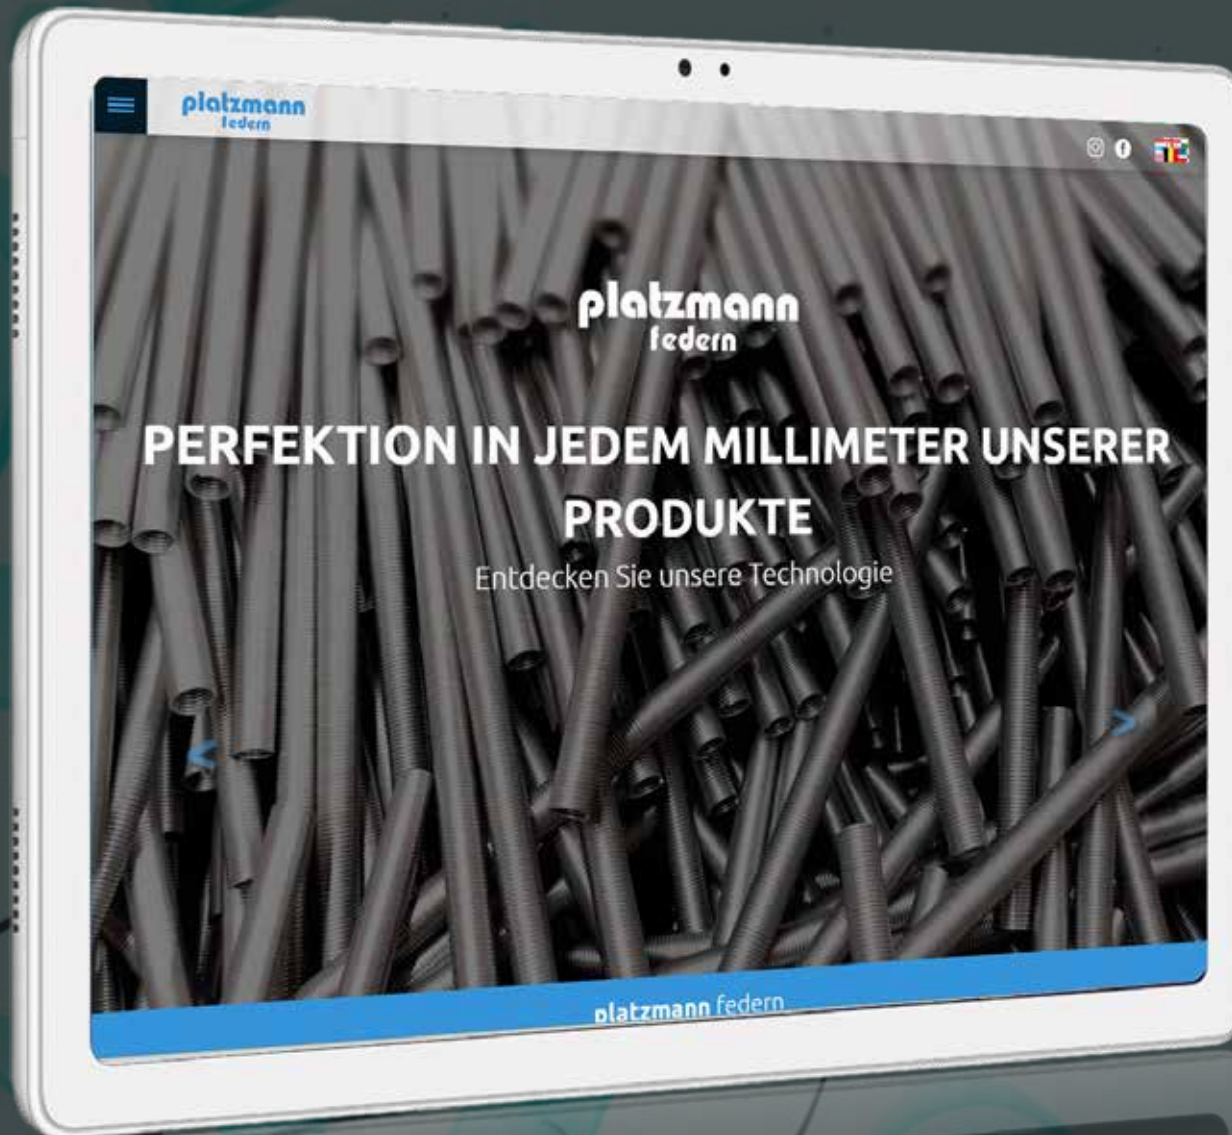 platzmann
federn
platzmann
federn
PERFEKTION IN JEDEM MILLIMETER UNSERER
PRODUKTE
Entdecken Sie unsere Technologie
< >
platzmann federn